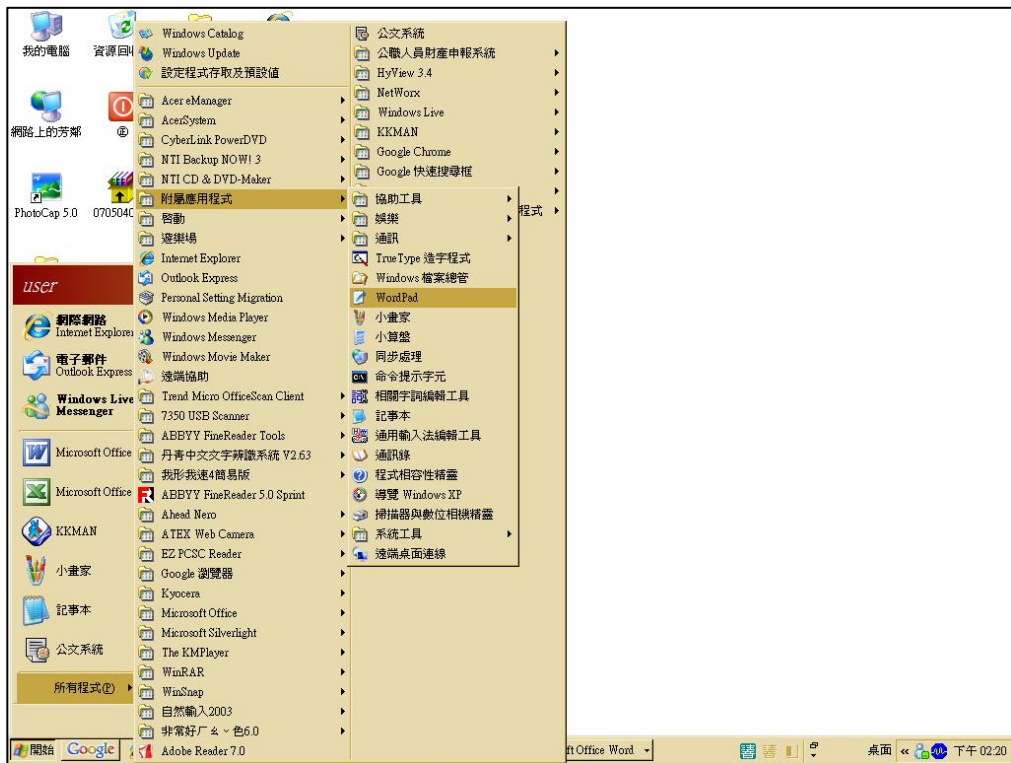 我的電腦
資源回
網路上的芳鄰
PhotoCap 5.0
070504
user
網際網路
Internet Explorer
電子郵件
Outlook Express
Windows Live
Messenger
Microsoft Office
Microsoft Office
KKMAN
小畫家
記事本
公文系統
所有程式(P)
Windows Catalog
Windows Update
設定程式存取及預設值
Acer eManager
AcerSystem
CyberLink PowerDVD
NTI Backup NOW! 3
NTI CD & DVD-Maker
附屬應用程式
啟動
遊樂場
Internet Explorer
Outlook Express
Personal Setting Migration
Windows Media Player
Windows Messenger
Windows Movie Maker
遠端協助
Trend Micro OfficeScan Client
7350 USB Scanner
ABBYY FineReader Tools
丹青中文文字辨識系統 V2.63
我形我速4簡易版
ABBYY FineReader 5.0 Sprint
Ahead Nero
ATEX Web Camera
EZ PCSC Reader
Google 瀏覽器
Kyocera
Microsoft Office
Microsoft Silverlight
The KMPlayer
WinRAR
WinSnap
自然輸入2003
非常好ㄏㄠˋ色6.0
Adobe Reader 7.0
公文系統
公職人員財產申報系統
HyView 3.4
NetWorx
Windows Live
KKMAN
Google Chrome
Google 快速搜尋框
程式
協助工具
娛樂
通訊
TrueType 造字程式
Windows 檔案總管
WordPad
小畫家
小算盤
同步處理
命令提示字元
相關字詞編輯工具
記事本
通用輸入法編輯工具
通訊錄
程式相容性精靈
導覽 Windows XP
掃描器與數位相機精靈
系統工具
遠端桌面連線
開始
Google
ft Office Word
桌面 «
下午 02:20